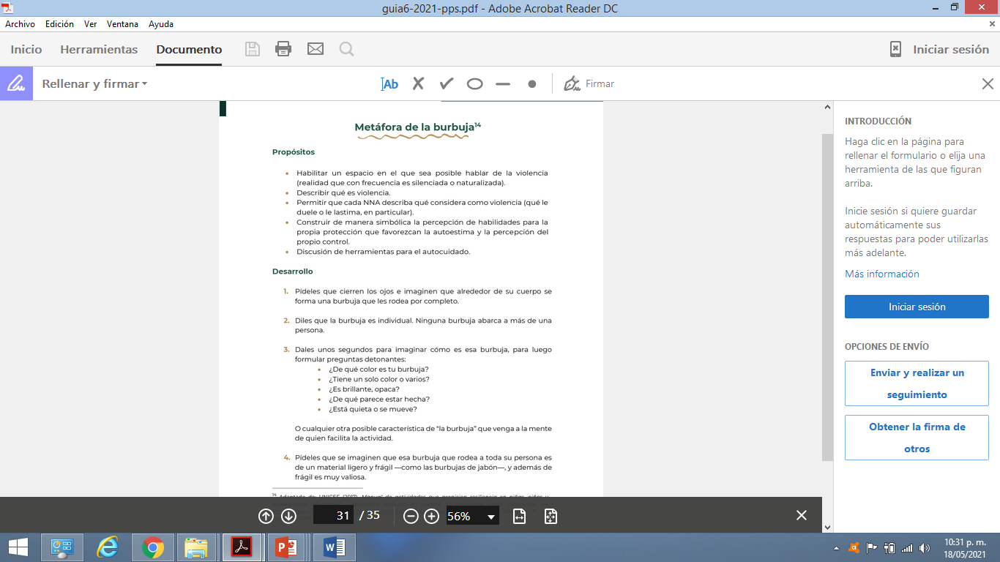 guia6-2021-pps.pdf - Adobe Acrobat Reader DC
Archivo Edición Ver Ventana Ayuda
Inicio Herramientas Documento Iniciar sesión
Rellenar y firmar Ab Firmar
Metáfora de la burbuja¹⁴
Propósitos
• Habilitar un espacio en el que sea posible hablar de la violencia
(realidad que con frecuencia es silenciada o naturalizada).
• Describir qué es violencia.
• Permitir que cada NNA describa qué considera como violencia (qué le
duele o le lastima, en particular).
• Construir de manera simbólica la percepción de habilidades para la
propia protección que favorezcan la autoestima y la percepción del
propio control.
• Discusión de herramientas para el autocuidado.
Desarrollo
1. Pídeles que cierren los ojos e imaginen que alrededor de su cuerpo se
forma una burbuja que les rodea por completo.
2. Diles que la burbuja es individual. Ninguna burbuja abarca a más de una
persona.
3. Dales unos segundos para imaginar cómo es esa burbuja, para luego
formular preguntas detonantes:
• ¿De qué color es tu burbuja?
• ¿Tiene un solo color o varios?
• ¿Es brillante, opaca?
• ¿De qué parece estar hecha?
• ¿Está quieta o se mueve?
O cualquier otra posible característica de “la burbuja” que venga a la mente
de quien facilita la actividad.
4. Pídeles que se imaginen que esa burbuja que rodea a toda su persona es
de un material ligero y frágil —como las burbujas de jabón—, y además de
frágil es muy valiosa.
¹⁴ Adaptado de: UNICEF (2017). Manual de actividades que propician resiliencia en niñas, niños y
INTRODUCCIÓN
Haga clic en la página para
rellenar el formulario o elija una
herramienta de las que figuran
arriba.
Inicie sesión si quiere guardar
automáticamente sus
respuestas para poder utilizarlas
más adelante.
Más información
Iniciar sesión
OPCIONES DE ENVÍO
Enviar y realizar un
seguimiento
Obtener la firma de
otros
31 / 35 56%
10:31 p. m.
18/05/2021